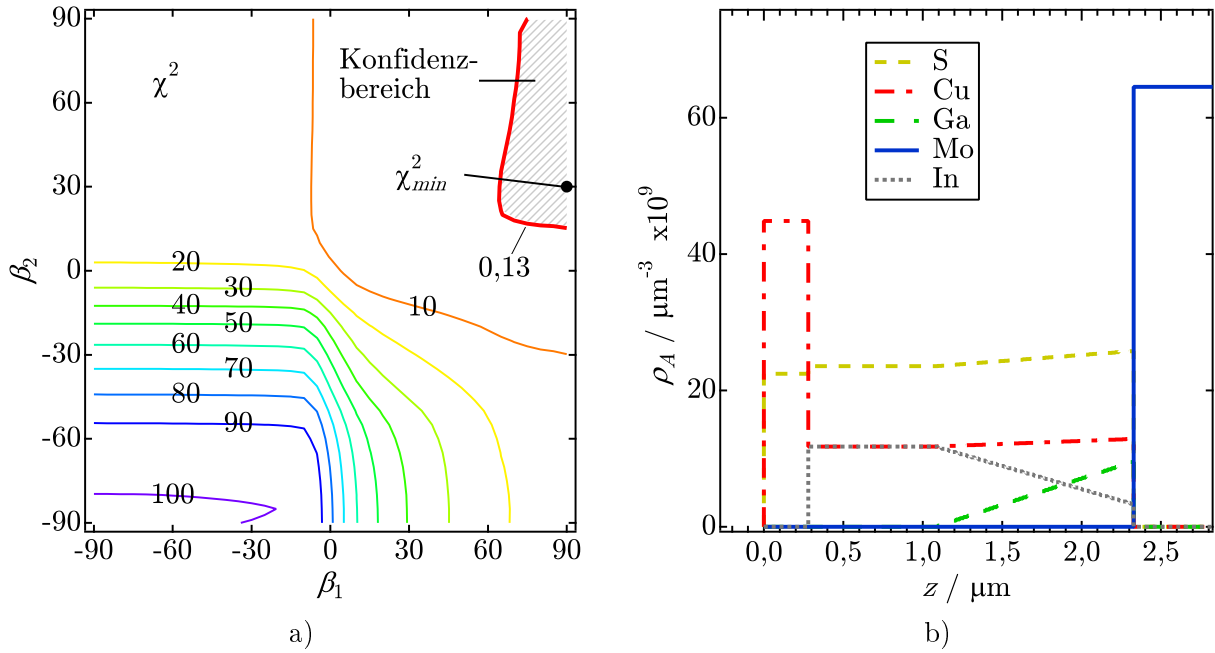 90
60
30
0
-30
-60
-90
β₂
χ²
Konfidenz-
bereich
χ²min
0,13
20
30
10
40
50
60
70
80
90
100
-90 -60 -30 0 30 60 90
β₁
a)
60
40
20
0
ρA / µm⁻³ x10⁹
S
Cu
Ga
Mo
In
0,0 0,5 1,0 1,5 2,0 2,5
z / µm
b)